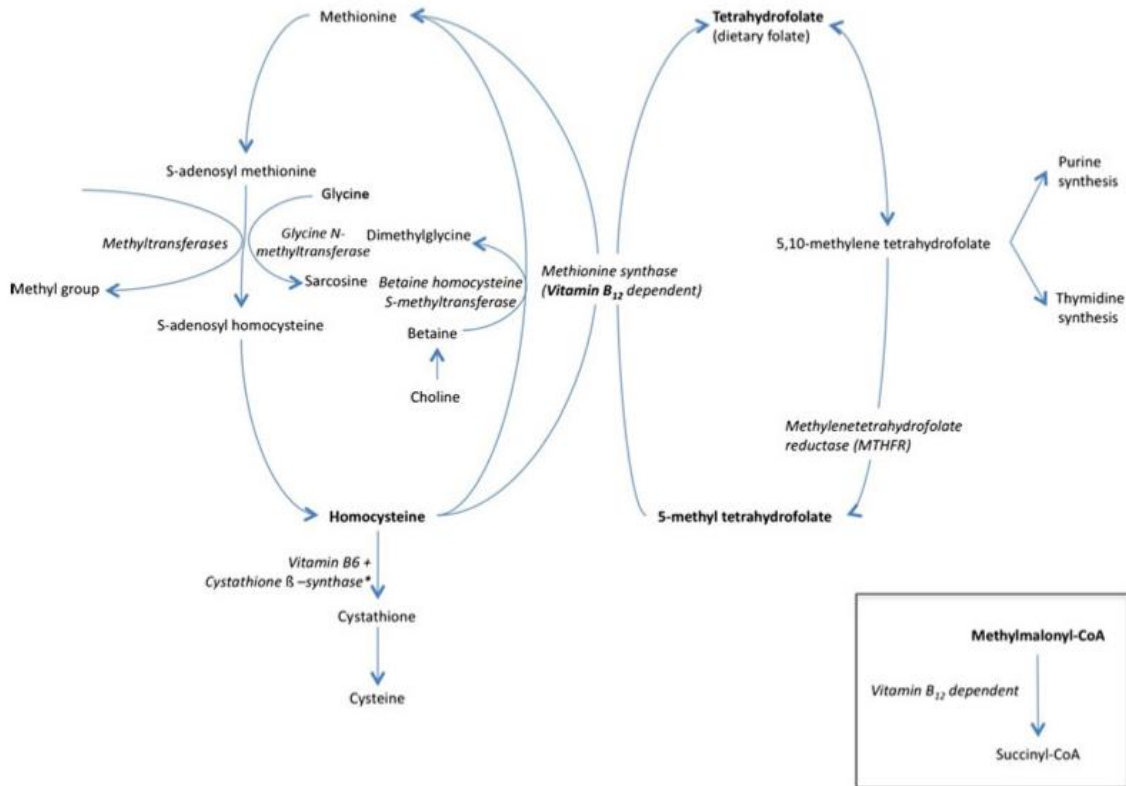 Methionine
Tetrahydrofolate
(dietary folate)
S-adenosyl methionine
Glycine
Methyltransferases
Glycine N-
methyltransferase
Dimethylglycine
Methyl group
Sarcosine
Betaine homocysteine
S-methyltransferase
S-adenosyl homocysteine
Betaine
Choline
Methionine synthase
(Vitamin B12 dependent)
5,10-methylene tetrahydrofolate
Purine
synthesis
Thymidine
synthesis
Methylenetetrahydrofolate
reductase (MTHFR)
Homocysteine
5-methyl tetrahydrofolate
Vitamin B6 +
Cystathione ß –synthase*
Cystathione
Cysteine
Methylmalonyl-CoA
Vitamin B12 dependent
Succinyl-CoA